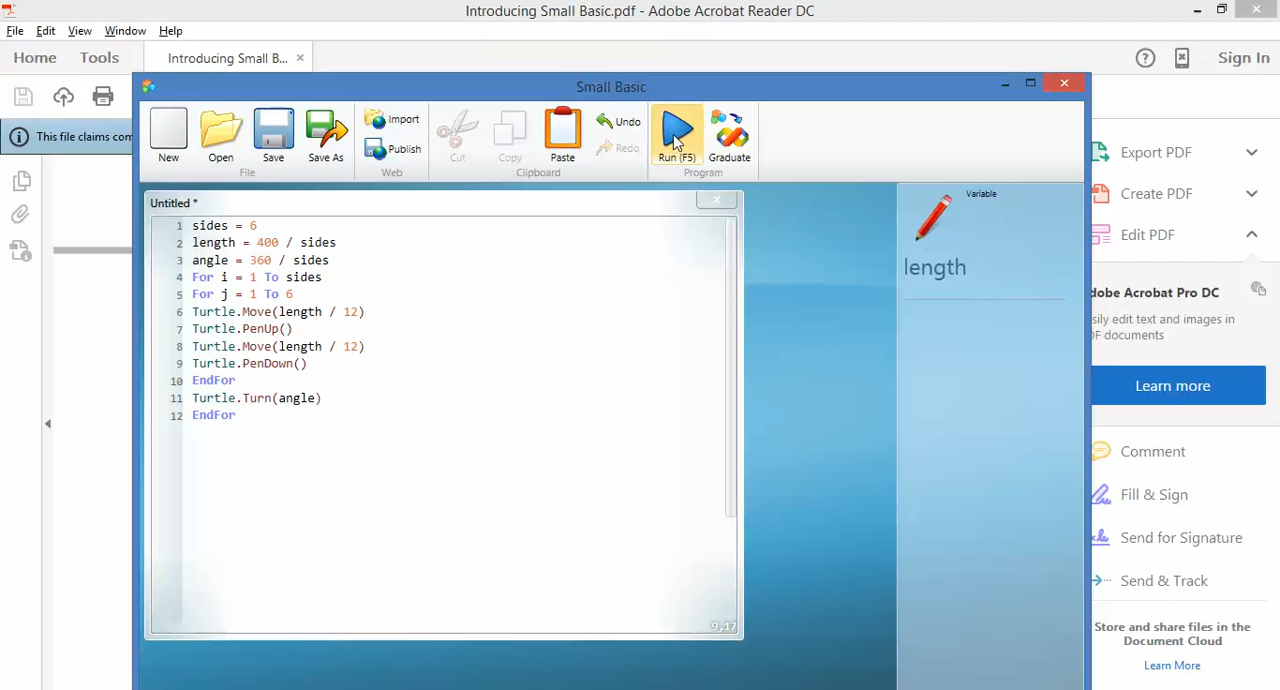 Introducing Small Basic.pdf - Adobe Acrobat Reader DC
File Edit View Window Help
Home Tools Introducing Small B... ×
Sign In
This file claims com
Small Basic
New Open Save Save As
Import
Publish
Cut Copy Paste
Undo
Redo
Run (F5) Graduate
File Web Clipboard Program
Untitled *
1 sides = 6
2 length = 400 / sides
3 angle = 360 / sides
4 For i = 1 To sides
5 For j = 1 To 6
6 Turtle.Move(length / 12)
7 Turtle.PenUp()
8 Turtle.Move(length / 12)
9 Turtle.PenDown()
10 EndFor
11 Turtle.Turn(angle)
12 EndFor
9,17
Variable
length
Export PDF
Create PDF
Edit PDF
dobe Acrobat Pro DC
sily edit text and images in
DF documents
Learn more
Comment
Fill & Sign
Send for Signature
Send & Track
Store and share files in the
Document Cloud
Learn More